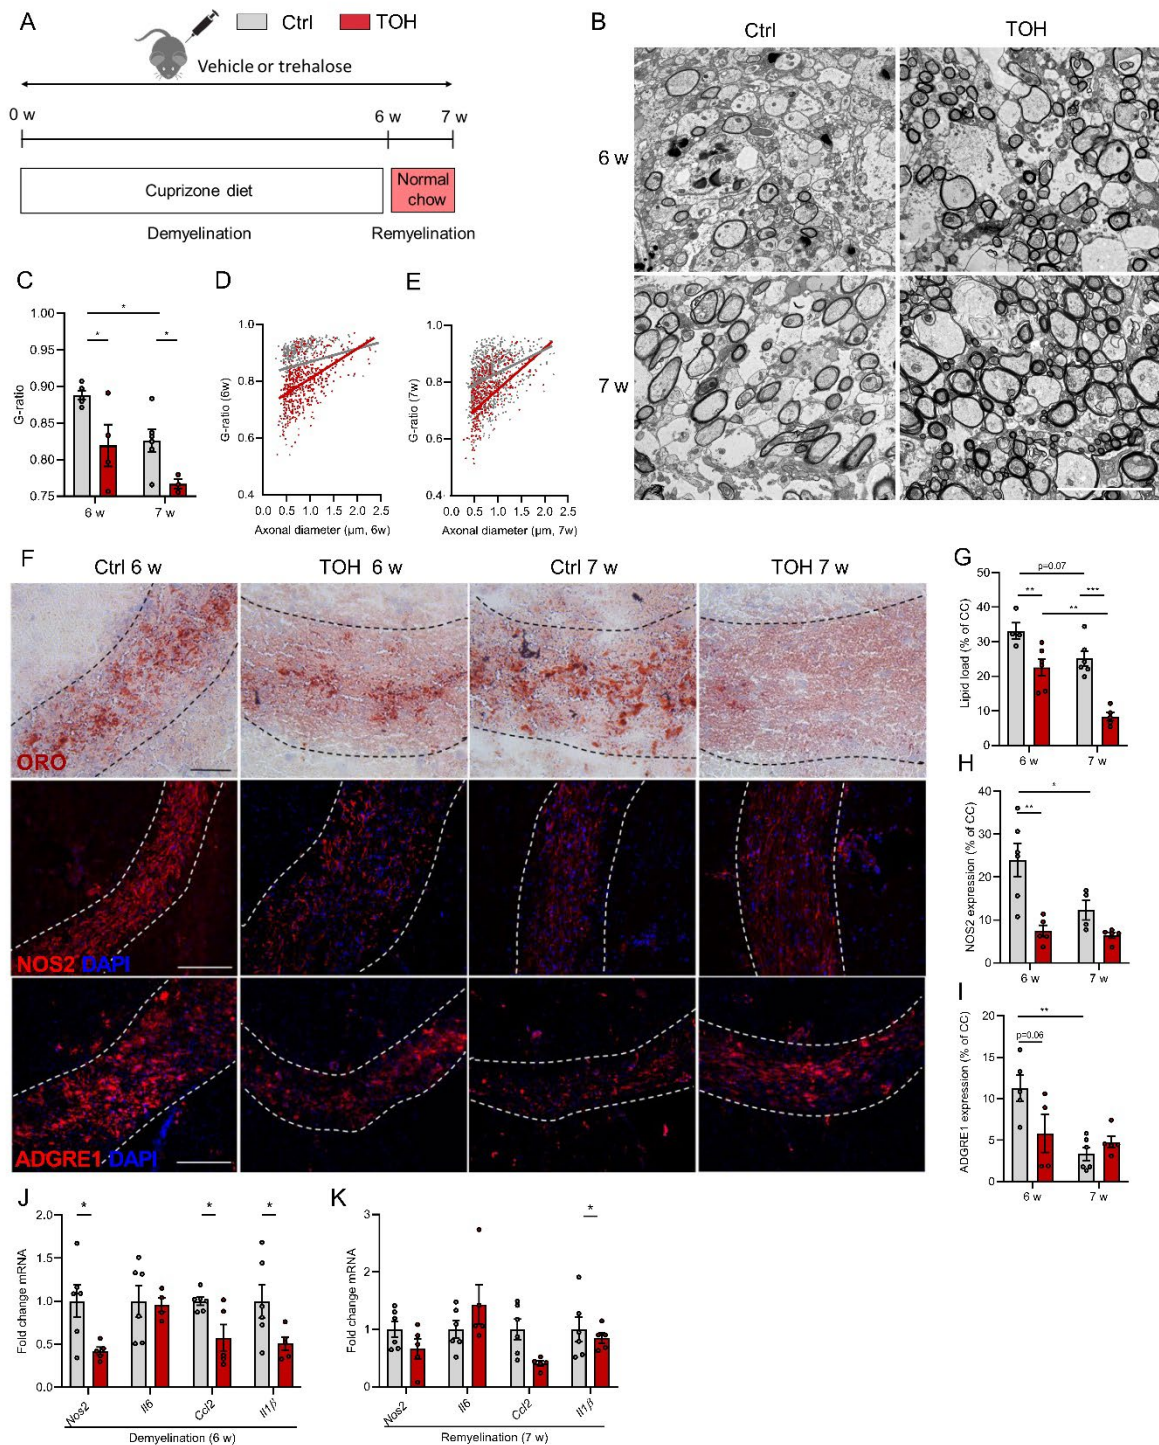 A
Ctrl
TOH
Vehicle or trehalose
0 w
6 w
7 w
Cuprizone diet
Normal
chow
Demyelination
Remyelination
B
Ctrl
TOH
6 w
7 w
C
*
*
*
1.00
0.95
0.90
0.85
0.80
0.75
G-ratio
6 w
7 w
D
1.0
0.8
0.6
0.4
G-ratio (6w)
0.0 0.5 1.0 1.5 2.0 2.5
Axonal diameter (µm, 6w)
E
1.0
0.8
0.6
0.4
G-ratio (7w)
0.0 0.5 1.0 1.5 2.0 2.5
Axonal diameter (µm, 7w)
F
Ctrl 6 w
TOH 6 w
Ctrl 7 w
TOH 7 w
ORO
NOS2 DAPI
ADGRE1 DAPI
G
p=0.07
**
***
**
50
40
30
20
10
0
Lipid load (% of CC)
6 w
7 w
H
*
**
40
30
20
10
0
NOS2 expression (% of CC)
6 w
7 w
I
**
p=0.06
20
15
10
5
0
ADGRE1 expression (% of CC)
6 w
7 w
J
*
*
*
2.0
1.5
1.0
0.5
0.0
Fold change mRNA
Nos2
Il6
Ccl2
Il1β
Demyelination (6 w)
K
*
3
2
1
0
Fold change mRNA
Nos2
Il6
Ccl2
Il1β
Remyelination (7 w)